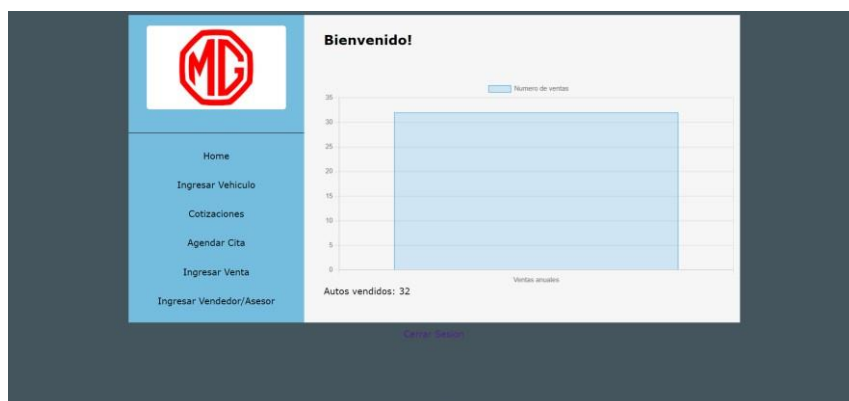 MG
Home
Ingresar Vehiculo
Cotizaciones
Agendar Cita
Ingresar Venta
Ingresar Vendedor/Asesor
Bienvenido!
Numero de ventas
35
30
25
20
15
10
5
0
Ventas anuales
Autos vendidos: 32
Cerrar Sesion